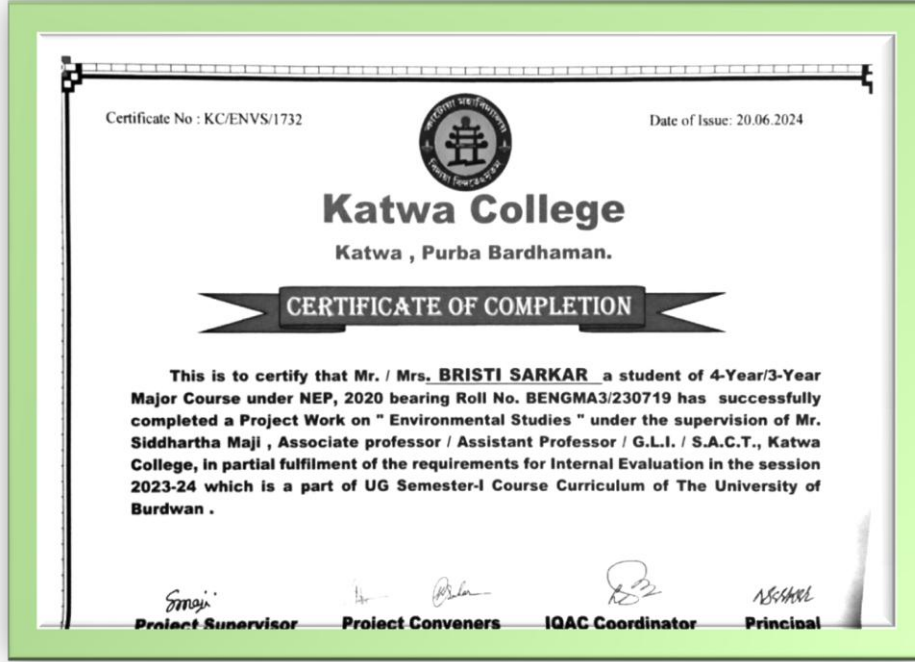 Certificate No : KC/ENVS/1732
Date of Issue: 20.06.2024
কাটোয়া মহাবিদ্যালয়
Katwa College
Katwa , Purba Bardhaman.
CERTIFICATE OF COMPLETION
This is to certify that Mr. / Mrs. BRISTI SARKAR a student of 4-Year/3-Year
Major Course under NEP, 2020 bearing Roll No. BENGMA3/230719 has successfully
completed a Project Work on " Environmental Studies " under the supervision of Mr.
Siddhartha Maji , Associate professor / Assistant Professor / G.L.I. / S.A.C.T., Katwa
College, in partial fulfilment of the requirements for Internal Evaluation in the session
2023-24 which is a part of UG Semester-I Course Curriculum of The University of
Burdwan .
Smaji
Project Supervisor
Project Conveners
IQAC Coordinator
Principal